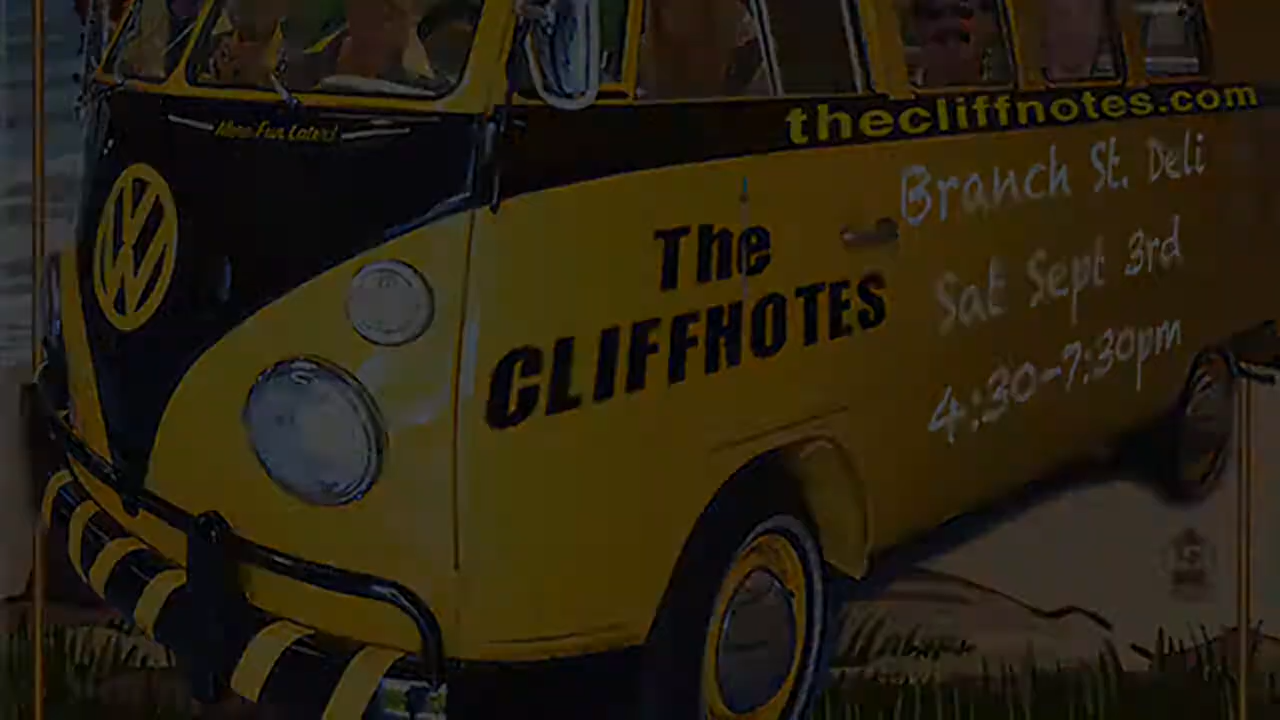 thecliffnotes.com
More Fun Later!
Branch St. Deli
The
CLIFFNOTES
Sat Sept 3rd
4:30-7:30pm